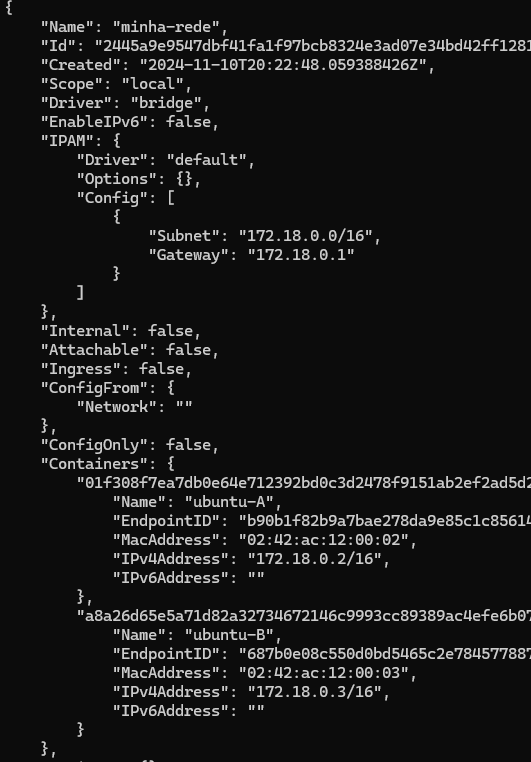 {
    "Name": "minha-rede",
    "Id": "2445a9e9547dbf41fa1f97bcb8324e3ad07e34bd42ff1281
    "Created": "2024-11-10T20:22:48.059388426Z",
    "Scope": "local",
    "Driver": "bridge",
    "EnableIPv6": false,
    "IPAM": {
        "Driver": "default",
        "Options": {},
        "Config": [
            {
                "Subnet": "172.18.0.0/16",
                "Gateway": "172.18.0.1"
            }
        ]
    },
    "Internal": false,
    "Attachable": false,
    "Ingress": false,
    "ConfigFrom": {
        "Network": ""
    },
    "ConfigOnly": false,
    "Containers": {
        "01f308f7ea7db0e64e712392bd0c3d2478f9151ab2ef2ad5d2
            "Name": "ubuntu-A",
            "EndpointID": "b90b1f82b9a7bae278da9e85c1c85614
            "MacAddress": "02:42:ac:12:00:02",
            "IPv4Address": "172.18.0.2/16",
            "IPv6Address": ""
        },
        "a8a26d65e5a71d82a32734672146c9993cc89389ac4efe6b07
            "Name": "ubuntu-B",
            "EndpointID": "687b0e08c550d0bd5465c2e784577887
            "MacAddress": "02:42:ac:12:00:03",
            "IPv4Address": "172.18.0.3/16",
            "IPv6Address": ""
        }
    },